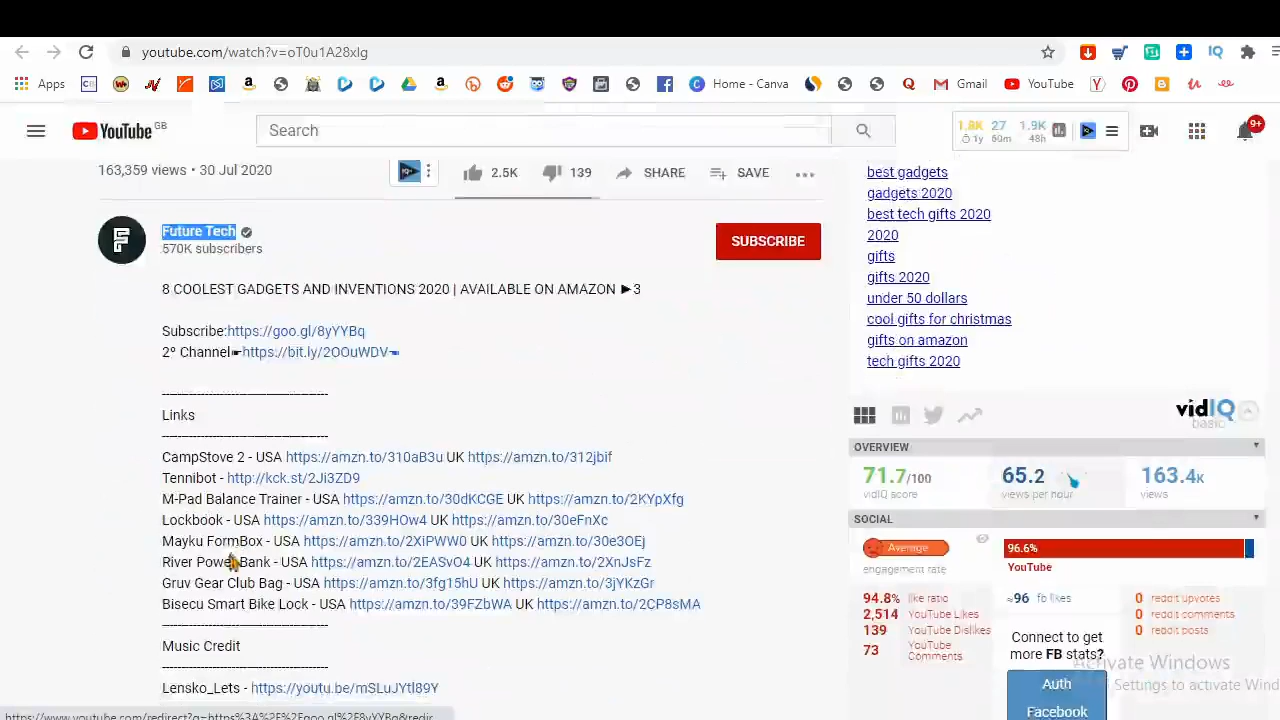 youtube.com/watch?v=oT0u1A28xIg
Apps
Home - Canva
Gmail
YouTube
YouTube GB
Search
1.8K 27 1.9K
1y 60m 48h
9+
163,359 views • 30 Jul 2020
2.5K
139
SHARE
SAVE
Future Tech
570K subscribers
SUBSCRIBE
8 COOLEST GADGETS AND INVENTIONS 2020 | AVAILABLE ON AMAZON ►3
Subscribe:https://goo.gl/8yYYBq
2º Channel☛https://bit.ly/2OOuWDV☚
---------------------------------------------
Links
---------------------------------------------
CampStove 2 - USA https://amzn.to/310aB3u UK https://amzn.to/312jbif
Tennibot - http://kck.st/2Ji3ZD9
M-Pad Balance Trainer - USA https://amzn.to/30dKCGE UK https://amzn.to/2KYpXfg
Lockbook - USA https://amzn.to/339HOw4 UK https://amzn.to/30eFnXc
Mayku FormBox - USA https://amzn.to/2XiPWW0 UK https://amzn.to/30e3OEj
River Power Bank - USA https://amzn.to/2EASvO4 UK https://amzn.to/2XnJsFz
Gruv Gear Club Bag - USA https://amzn.to/3fg15hU UK https://amzn.to/3jYKzGr
Bisecu Smart Bike Lock - USA https://amzn.to/39FZbWA UK https://amzn.to/2CP8sMA
---------------------------------------------
Music Credit
---------------------------------------------
Lensko_Lets - https://youtu.be/mSLuJYtl89Y
best gadgets
gadgets 2020
best tech gifts 2020
2020
gifts
gifts 2020
under 50 dollars
cool gifts for christmas
gifts on amazon
tech gifts 2020
vidIQ
basic
OVERVIEW
71.7/100
vidIQ score
65.2
views per hour
163.4K
views
SOCIAL
Average
engagement rate
96.6%
YouTube
94.8% like ratio
2,514 YouTube Likes
139 YouTube Dislikes
73 YouTube Comments
≈96 fb likes
0 reddit upvotes
0 reddit comments
0 reddit posts
Connect to get
more FB stats?
Auth
Facebook
Activate Windows
Settings to activate Wind